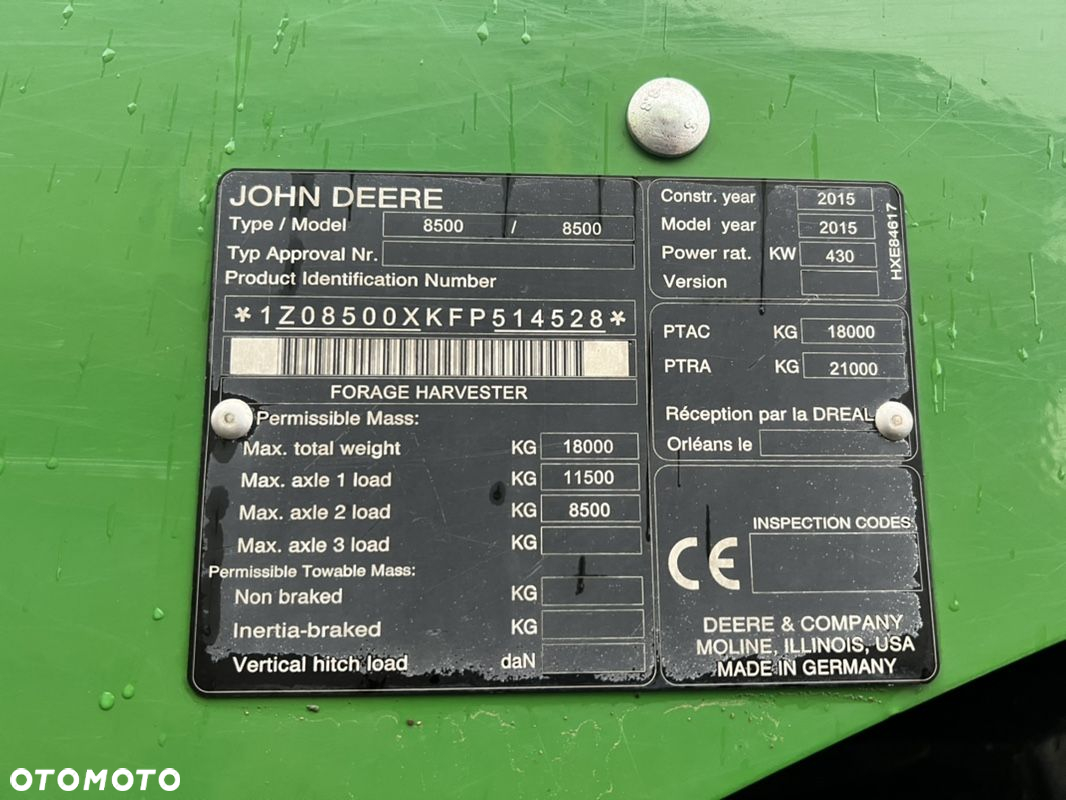 JOHN DEERE
Type / Model 8500 / 8500
Typ Approval Nr.
Product Identification Number
*1Z08500XKFP514528*
FORAGE HARVESTER
Permissible Mass:
Max. total weight KG 18000
Max. axle 1 load KG 11500
Max. axle 2 load KG 8500
Max. axle 3 load KG
Permissible Towable Mass:
Non braked KG
Inertia-braked KG
Vertical hitch load daN
Constr. year 2015
Model year 2015
Power rat. KW 430
Version
HXE84617
PTAC KG 18000
PTRA KG 21000
Réception par la DREAL
Orléans le
INSPECTION CODES
CE
DEERE & COMPANY
MOLINE, ILLINOIS, USA
MADE IN GERMANY
OTOMOTO